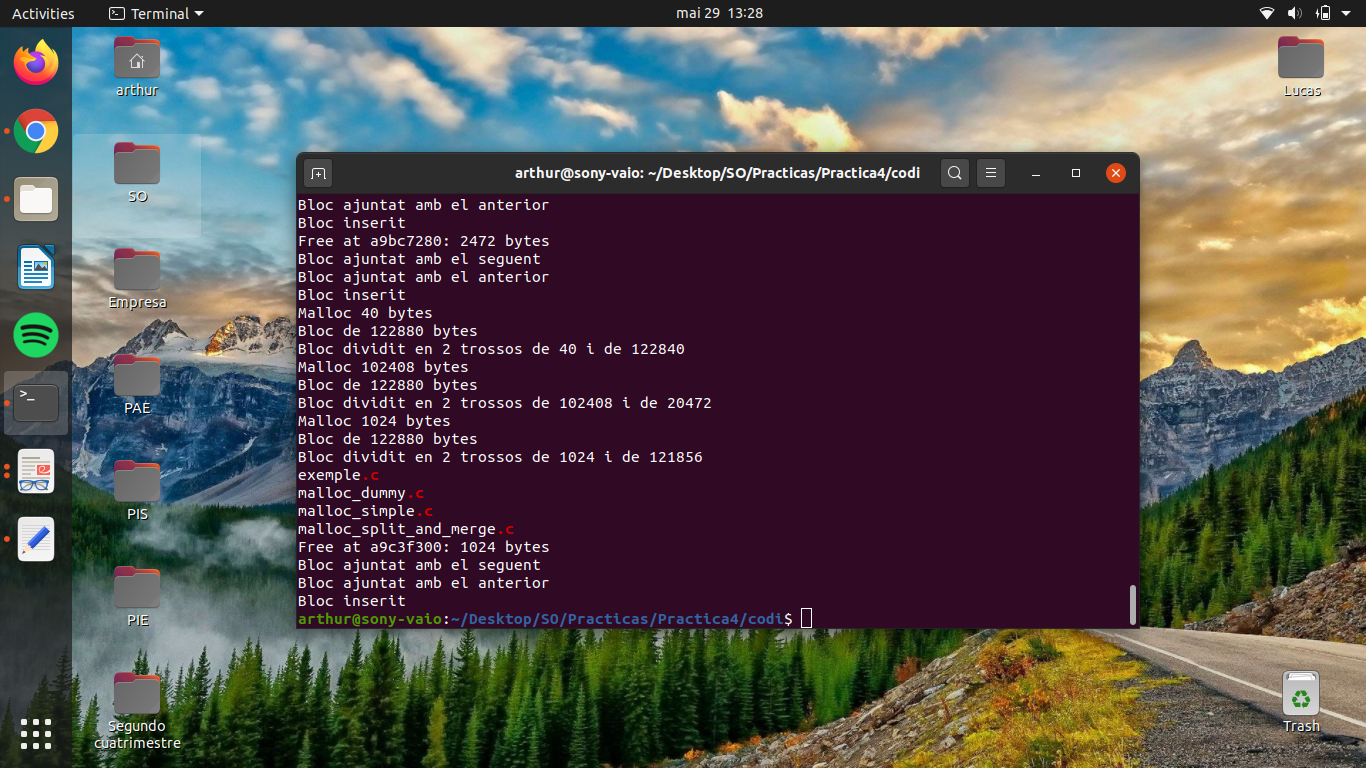 Activities
Terminal
mai 29 13:28
arthur
SO
Empresa
PAE
PIS
PIE
Segundo
cuatrimestre
Lucas
Trash
arthur@sony-vaio: ~/Desktop/SO/Practicas/Practica4/codi
Bloc ajuntat amb el anterior
Bloc inserit
Free at a9bc7280: 2472 bytes
Bloc ajuntat amb el seguent
Bloc ajuntat amb el anterior
Bloc inserit
Malloc 40 bytes
Bloc de 122880 bytes
Bloc dividit en 2 trossos de 40 i de 122840
Malloc 102408 bytes
Bloc de 122880 bytes
Bloc dividit en 2 trossos de 102408 i de 20472
Malloc 1024 bytes
Bloc de 122880 bytes
Bloc dividit en 2 trossos de 1024 i de 121856
exemple.c
malloc_dummy.c
malloc_simple.c
malloc_split_and_merge.c
Free at a9c3f300: 1024 bytes
Bloc ajuntat amb el seguent
Bloc ajuntat amb el anterior
Bloc inserit
arthur@sony-vaio:~/Desktop/SO/Practicas/Practica4/codi$